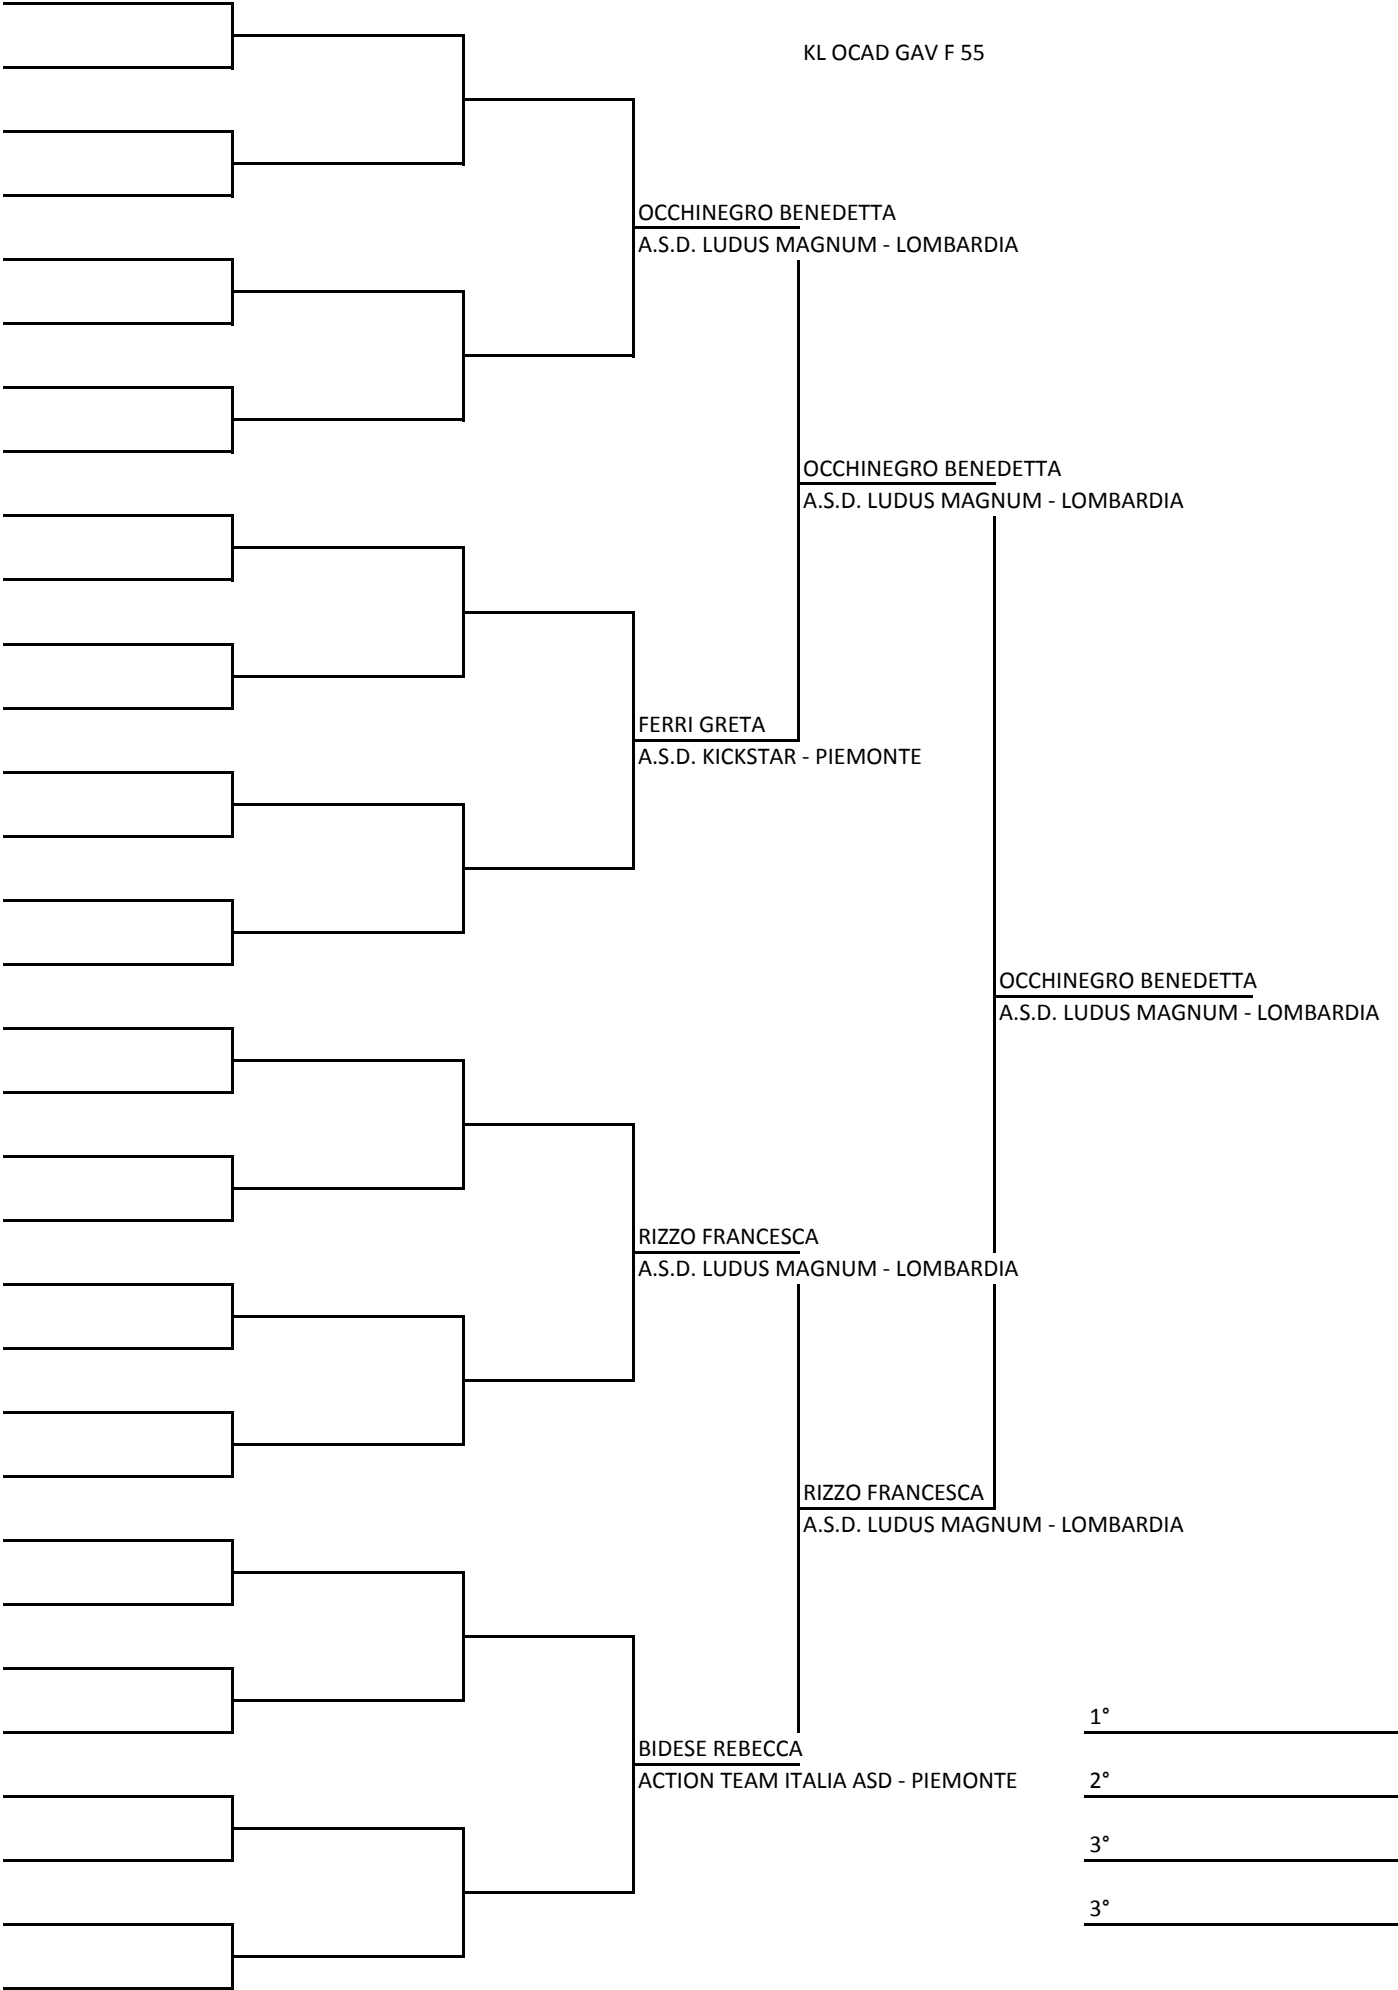 KL OCAD GAV F 55
OCCHINEGRO BENEDETTA
A.S.D. LUDUS MAGNUM - LOMBARDIA
OCCHINEGRO BENEDETTA
A.S.D. LUDUS MAGNUM - LOMBARDIA
FERRI GRETA
A.S.D. KICKSTAR - PIEMONTE
OCCHINEGRO BENEDETTA
A.S.D. LUDUS MAGNUM - LOMBARDIA
RIZZO FRANCESCA
A.S.D. LUDUS MAGNUM - LOMBARDIA
RIZZO FRANCESCA
A.S.D. LUDUS MAGNUM - LOMBARDIA
BIDESE REBECCA
ACTION TEAM ITALIA ASD - PIEMONTE
1°
2°
3°
3°